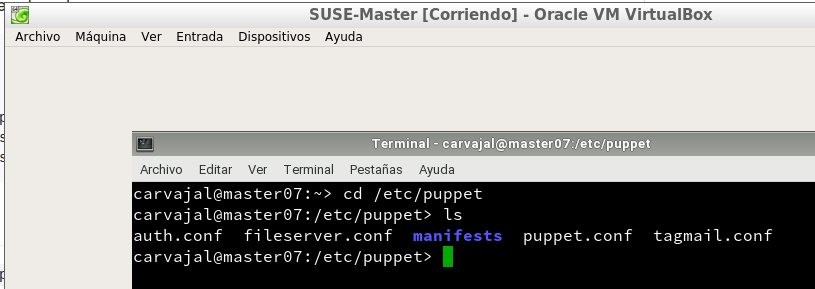 SUSE-Master [Corriendo] - Oracle VM VirtualBox
Archivo Máquina Ver Entrada Dispositivos Ayuda
Terminal - carvajal@master07:/etc/puppet
Archivo Editar Ver Terminal Pestañas Ayuda
carvajal@master07:~> cd /etc/puppet
carvajal@master07:/etc/puppet> ls
auth.conf fileserver.conf manifests puppet.conf tagmail.conf
carvajal@master07:/etc/puppet>